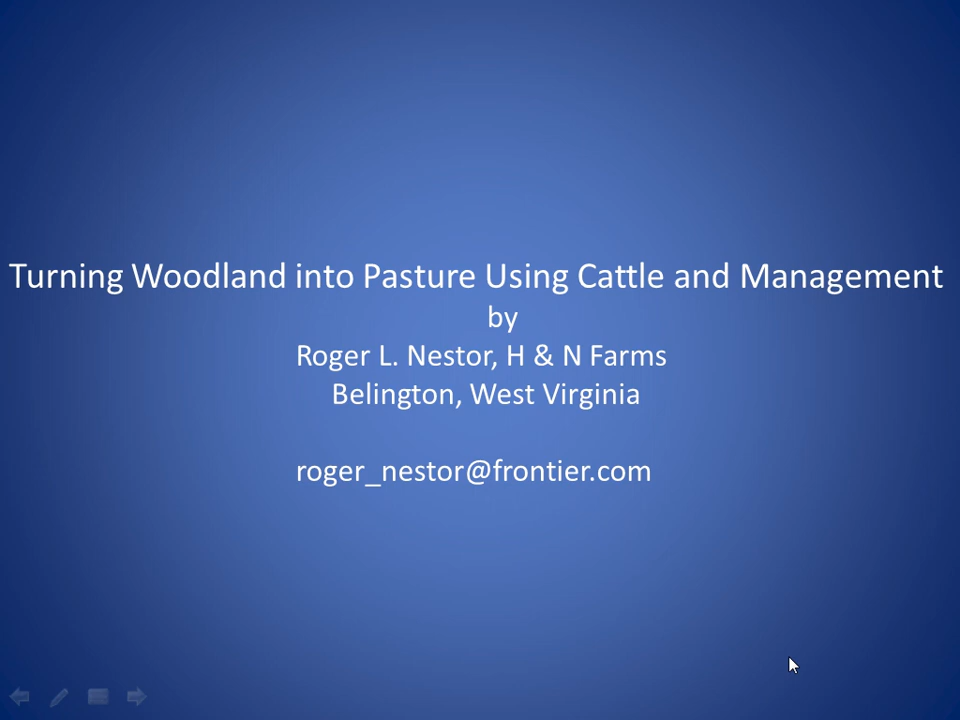 Turning Woodland into Pasture Using Cattle and Management
by
Roger L. Nestor, H & N Farms
Belington, West Virginia
roger_nestor@frontier.com